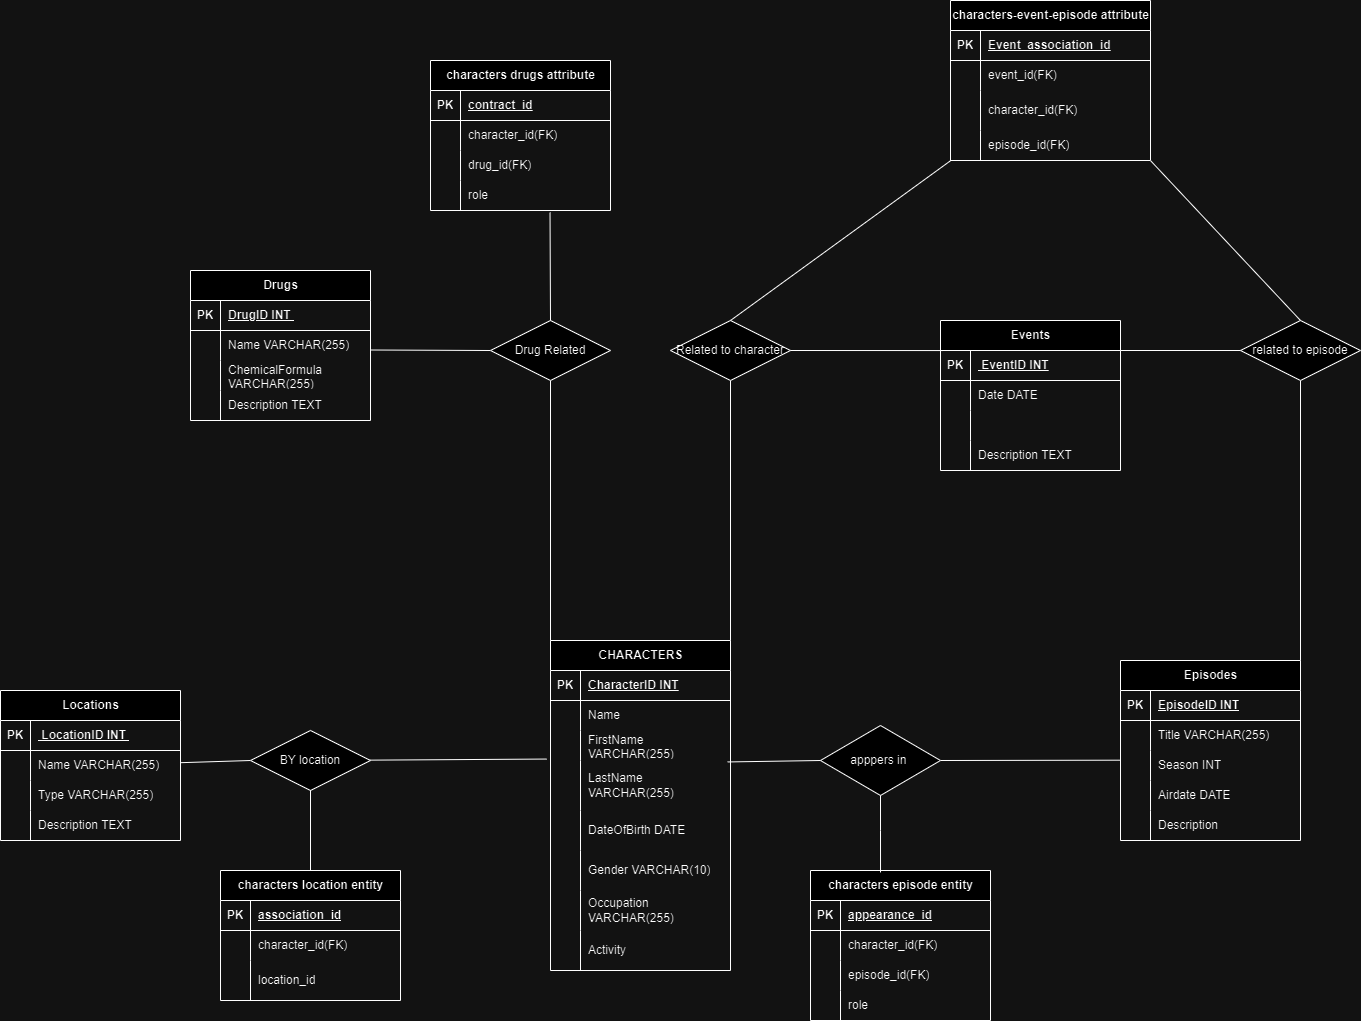 characters-event-episode attribute
PK
Event_association_id
event_id(FK)
character_id(FK)
episode_id(FK)
characters drugs attribute
PK
contract_id
character_id(FK)
drug_id(FK)
role
Drugs
PK
DrugID INT
Name VARCHAR(255)
ChemicalFormula
VARCHAR(255)
Description TEXT
Drug Related
Related to character
Events
PK
EventID INT
Date DATE
Description TEXT
related to episode
CHARACTERS
PK
CharacterID INT
Name
FirstName
VARCHAR(255)
LastName
VARCHAR(255)
DateOfBirth DATE
Gender VARCHAR(10)
Occupation
VARCHAR(255)
Activity
Episodes
PK
EpisodeID INT
Title VARCHAR(255)
Season INT
Airdate DATE
Description
Locations
PK
LocationID INT
Name VARCHAR(255)
Type VARCHAR(255)
Description TEXT
BY location
apppers in
characters location entity
PK
association_id
character_id(FK)
location_id
characters episode entity
PK
appearance_id
character_id(FK)
episode_id(FK)
role